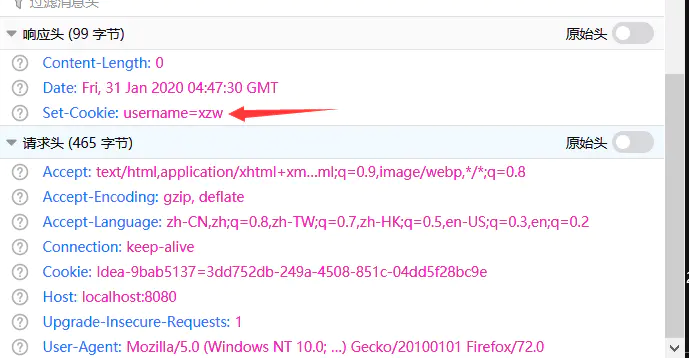 过滤消息头
响应头 (99 字节) 原始头
Content-Length: 0
Date: Fri, 31 Jan 2020 04:47:30 GMT
Set-Cookie: username=xzw
请求头 (465 字节) 原始头
Accept: text/html,application/xhtml+xm...ml;q=0.9,image/webp,*/*;q=0.8
Accept-Encoding: gzip, deflate
Accept-Language: zh-CN,zh;q=0.8,zh-TW;q=0.7,zh-HK;q=0.5,en-US;q=0.3,en;q=0.2
Connection: keep-alive
Cookie: Idea-9bab5137=3dd752db-249a-4508-851c-04dd5f28bc9e
Host: localhost:8080
Upgrade-Insecure-Requests: 1
User-Agent: Mozilla/5.0 (Windows NT 10.0; ...) Gecko/20100101 Firefox/72.0